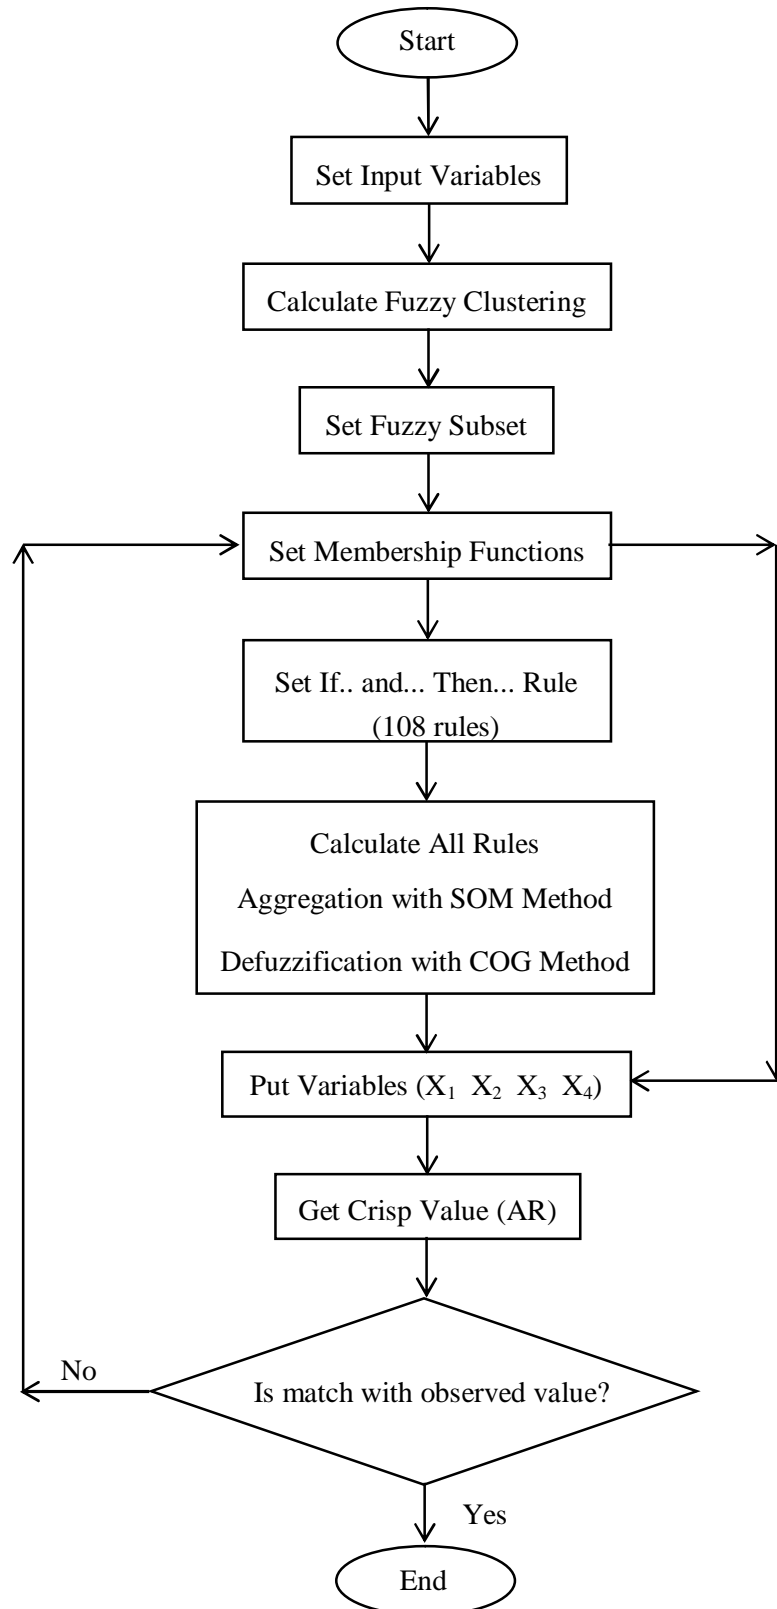 Start
Set Input Variables
Calculate Fuzzy Clustering
Set Fuzzy Subset
Set Membership Functions
Set If.. and... Then... Rule
(108 rules)
Calculate All Rules
Aggregation with SOM Method
Defuzzification with COG Method
Put Variables (X₁ X₂ X₃ X₄)
Get Crisp Value (AR)
No
Is match with observed value?
Yes
End